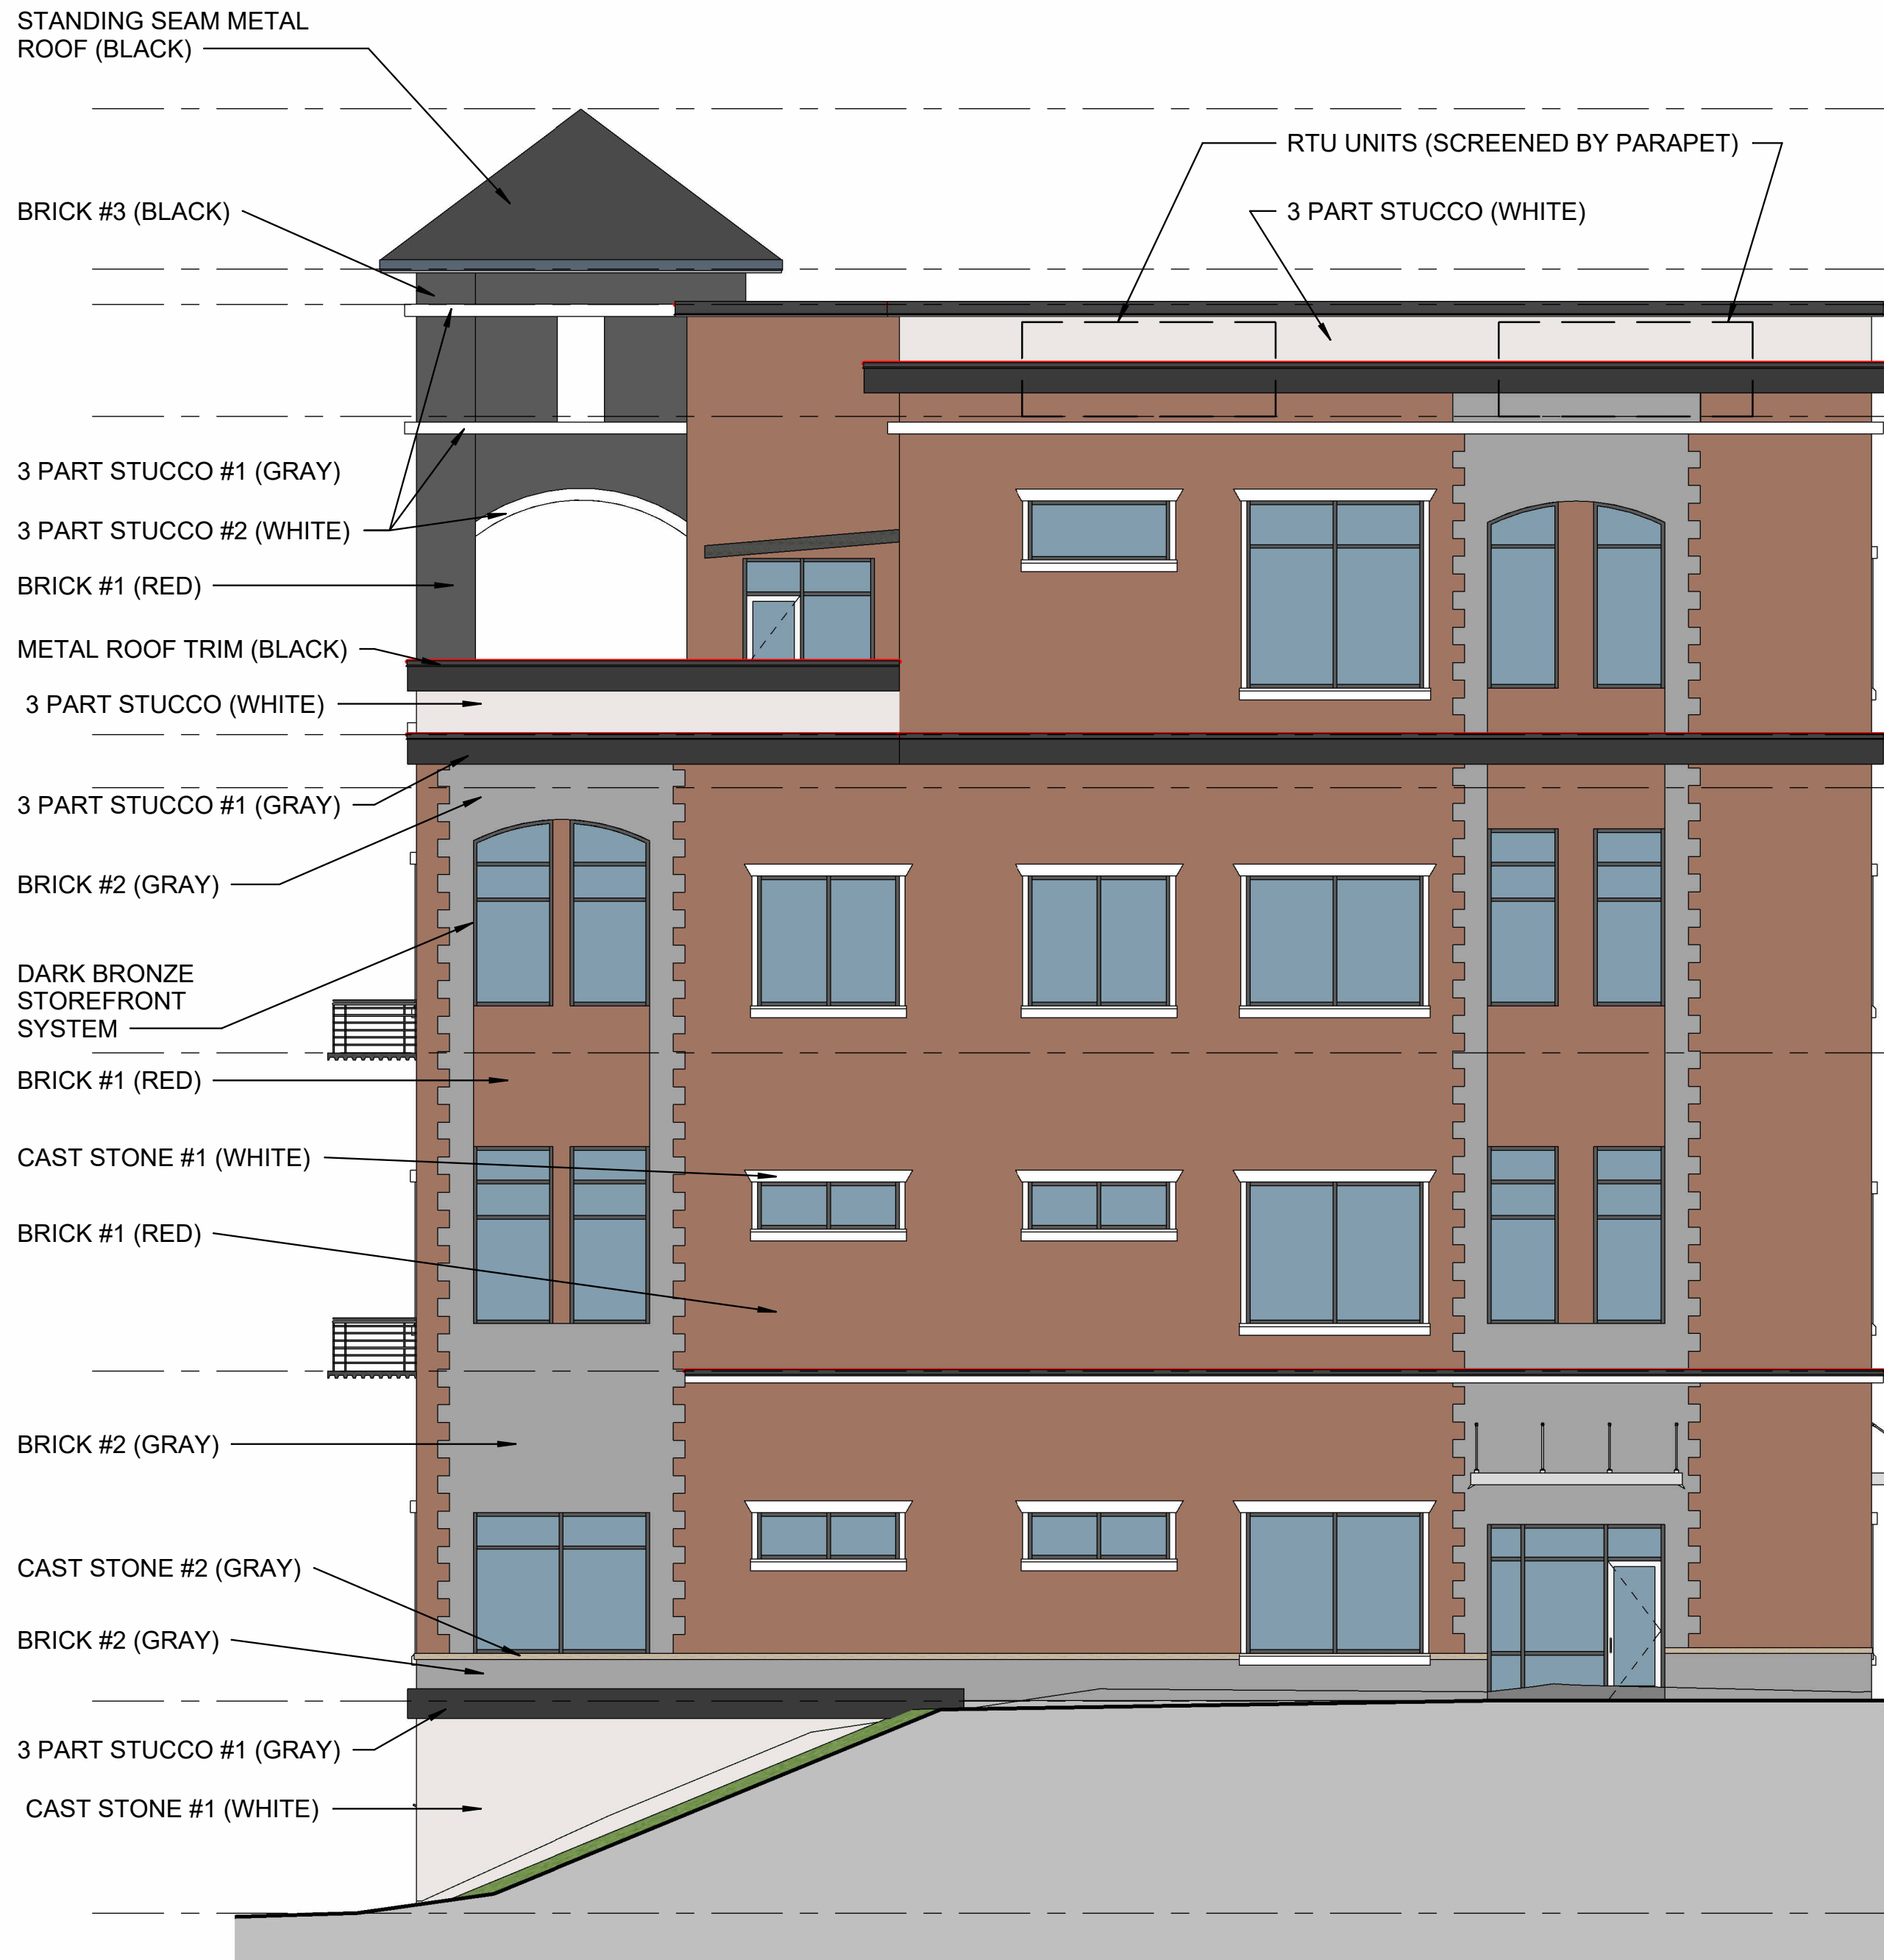 STANDING SEAM METAL
ROOF (BLACK)
RTU UNITS (SCREENED BY PARAPET)
BRICK #3 (BLACK)
3 PART STUCCO (WHITE)
3 PART STUCCO #1 (GRAY)
3 PART STUCCO #2 (WHITE)
BRICK #1 (RED)
METAL ROOF TRIM (BLACK)
3 PART STUCCO (WHITE)
3 PART STUCCO #1 (GRAY)
BRICK #2 (GRAY)
DARK BRONZE
STOREFRONT
SYSTEM
BRICK #1 (RED)
CAST STONE #1 (WHITE)
BRICK #1 (RED)
BRICK #2 (GRAY)
CAST STONE #2 (GRAY)
BRICK #2 (GRAY)
3 PART STUCCO #1 (GRAY)
CAST STONE #1 (WHITE)